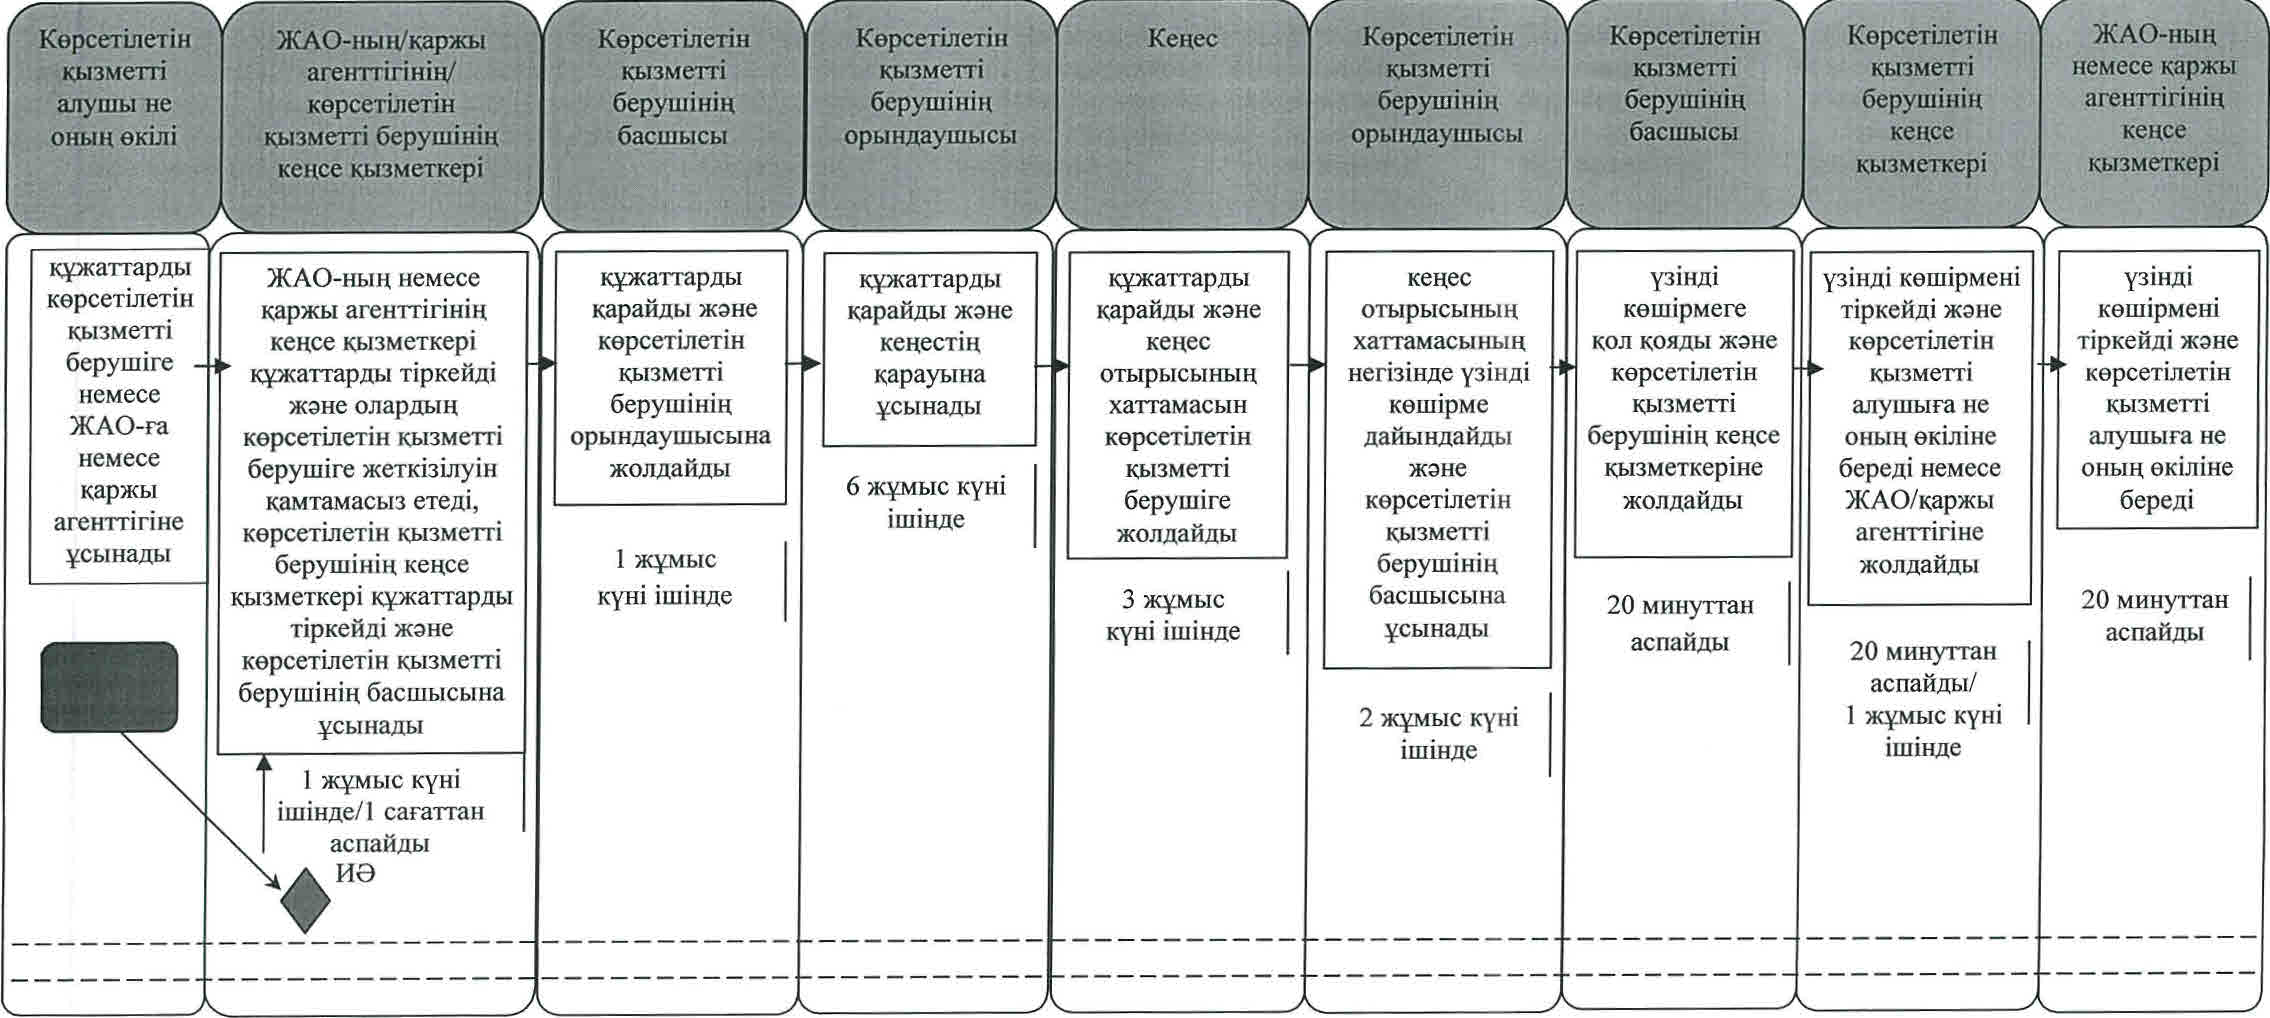 Көрсетілетін
қызметті
алушы не
оның өкілі
ЖАО-ның/қаржы
агенттігінің/
көрсетілетін
қызметті берушінің
кеңсе қызметкері
Көрсетілетін
қызметті
берушінің
басшысы
Көрсетілетін
қызметті
берушінің
орындаушысы
Кеңес
Көрсетілетін
қызметті
берушінің
орындаушысы
Көрсетілетін
қызметті
берушінің
басшысы
Көрсетілетін
қызметті
берушінің
кеңсе
қызметкері
ЖАО-ның
немесе қаржы
агенттігінің
кеңсе
қызметкері
құжаттарды
көрсетілетін
қызметті
берушіге
немесе
ЖАО-ға
немесе
қаржы
агенттігіне
ұсынады
ЖАО-ның немесе
қаржы агенттігінің
кеңсе қызметкері
құжаттарды тіркейді
және олардың
көрсетілетін қызметті
берушіге жеткізілуін
қамтамасыз етеді,
көрсетілетін қызметті
берушінің кеңсе
қызметкері құжаттарды
тіркейді және
көрсетілетін қызметті
берушінің басшысына
ұсынады
1 жұмыс күні
ішінде/1 сағаттан
аспайды
ИӘ
құжаттарды
қарайды және
көрсетілетін
қызметті
берушінің
орындаушысына
жолдайды
1 жұмыс
күні ішінде
құжаттарды
қарайды және
кеңестің
қарауына
ұсынады
6 жұмыс күні
ішінде
құжаттарды
қарайды және
кеңес
отырысының
хаттамасын
көрсетілетін
қызметті
берушіге
жолдайды
3 жұмыс
күні ішінде
кеңес
отырысының
хаттамасының
негізінде үзінді
көшірме
дайындайды
және
көрсетілетін
қызметті
берушінің
басшысына
ұсынады
2 жұмыс күні
ішінде
үзінді
көшірмеге
қол қояды және
көрсетілетін
қызметті
берушінің кеңсе
қызметкеріне
жолдайды
20 минуттан
аспайды
үзінді көшірмені
тіркейді және
көрсетілетін
қызметті
алушыға не
оның өкіліне
береді немесе
ЖАО/қаржы
агенттігіне
жолдайды
20 минуттан
аспайды/
1 жұмыс күні
ішінде
үзінді
көшірмені
тіркейді және
көрсетілетін
қызметті
алушыға не
оның өкіліне
береді
20 минуттан
аспайды